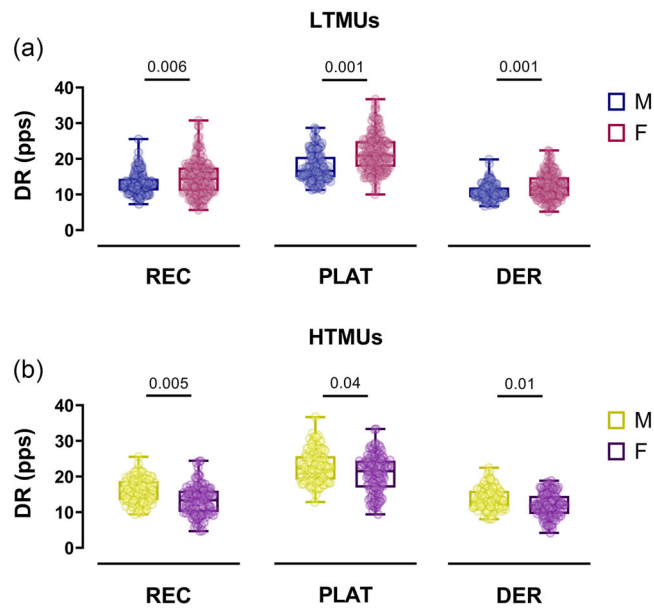 LTMUs
(a)
0.006 0.001 0.001
40
30
20
10
0
DR (pps)
M
F
REC PLAT DER
HTMUs
(b)
0.005 0.04 0.01
40
30
20
10
0
DR (pps)
M
F
REC PLAT DER